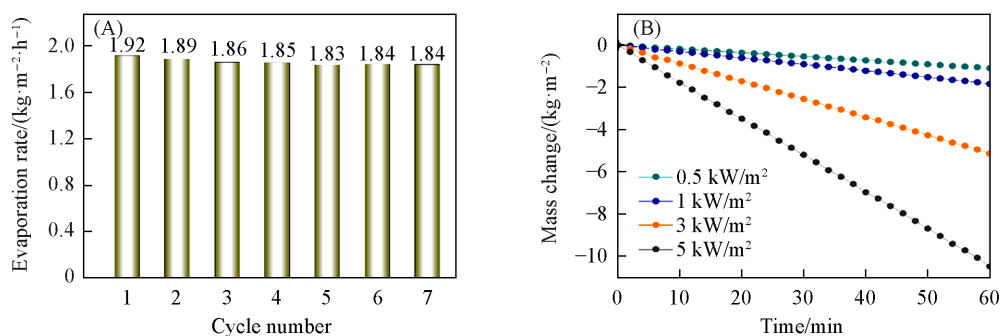 (A)
Evaporation rate/(kg·m⁻²·h⁻¹)
2.0
1.6
1.2
0.8
0.4
0
1.92 1.89 1.86 1.85 1.83 1.84 1.84
1 2 3 4 5 6 7
Cycle number
(B)
Mass change/(kg·m⁻²)
0
−2
−4
−6
−8
−10
0.5 kW/m²
1 kW/m²
3 kW/m²
5 kW/m²
0 10 20 30 40 50 60
Time/min